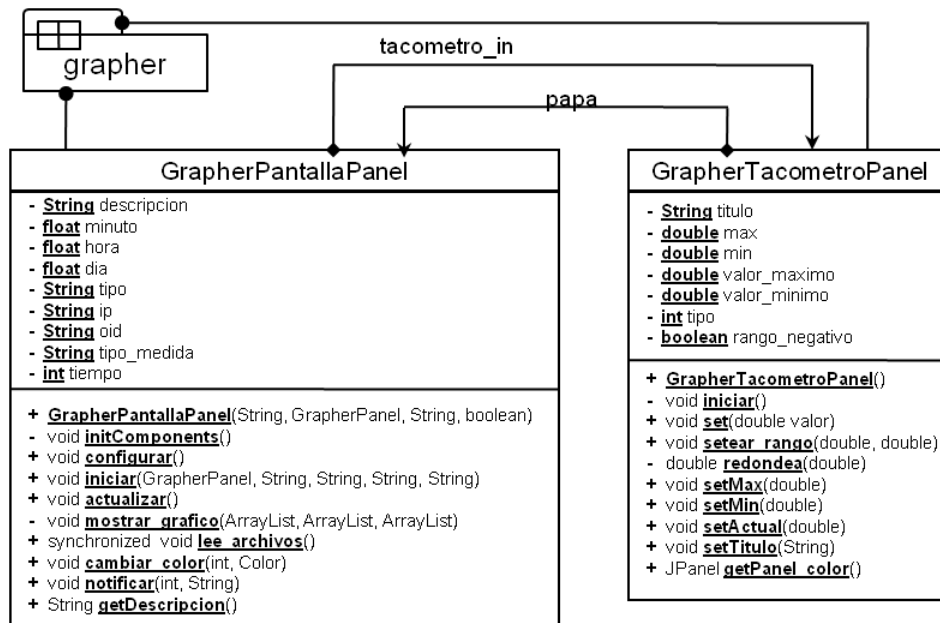 grapher
tacometro_in
papa
GrapherPantallaPanel
- String descripcion
- float minuto
- float hora
- float dia
- String tipo
- String ip
- String oid
- String tipo_medida
- int tiempo
+ GrapherPantallaPanel(String, GrapherPanel, String, boolean)
- void initComponents()
+ void configurar()
+ void iniciar(GrapherPanel, String, String, String, String)
+ void actualizar()
- void mostrar_grafico(ArrayList, ArrayList, ArrayList)
+ synchronized void lee_archivos()
+ void cambiar_color(int, Color)
+ void notificar(int, String)
+ String getDescripcion()
GrapherTacometroPanel
- String titulo
- double max
- double min
- double valor_maximo
- double valor_minimo
- int tipo
- boolean rango_negativo
+ GrapherTacometroPanel()
- void iniciar()
+ void set(double valor)
+ void setear_rango(double, double)
- double redondea(double)
+ void setMax(double)
+ void setMin(double)
+ void setActual(double)
+ void setTitulo(String)
+ JPanel getPanel_color()